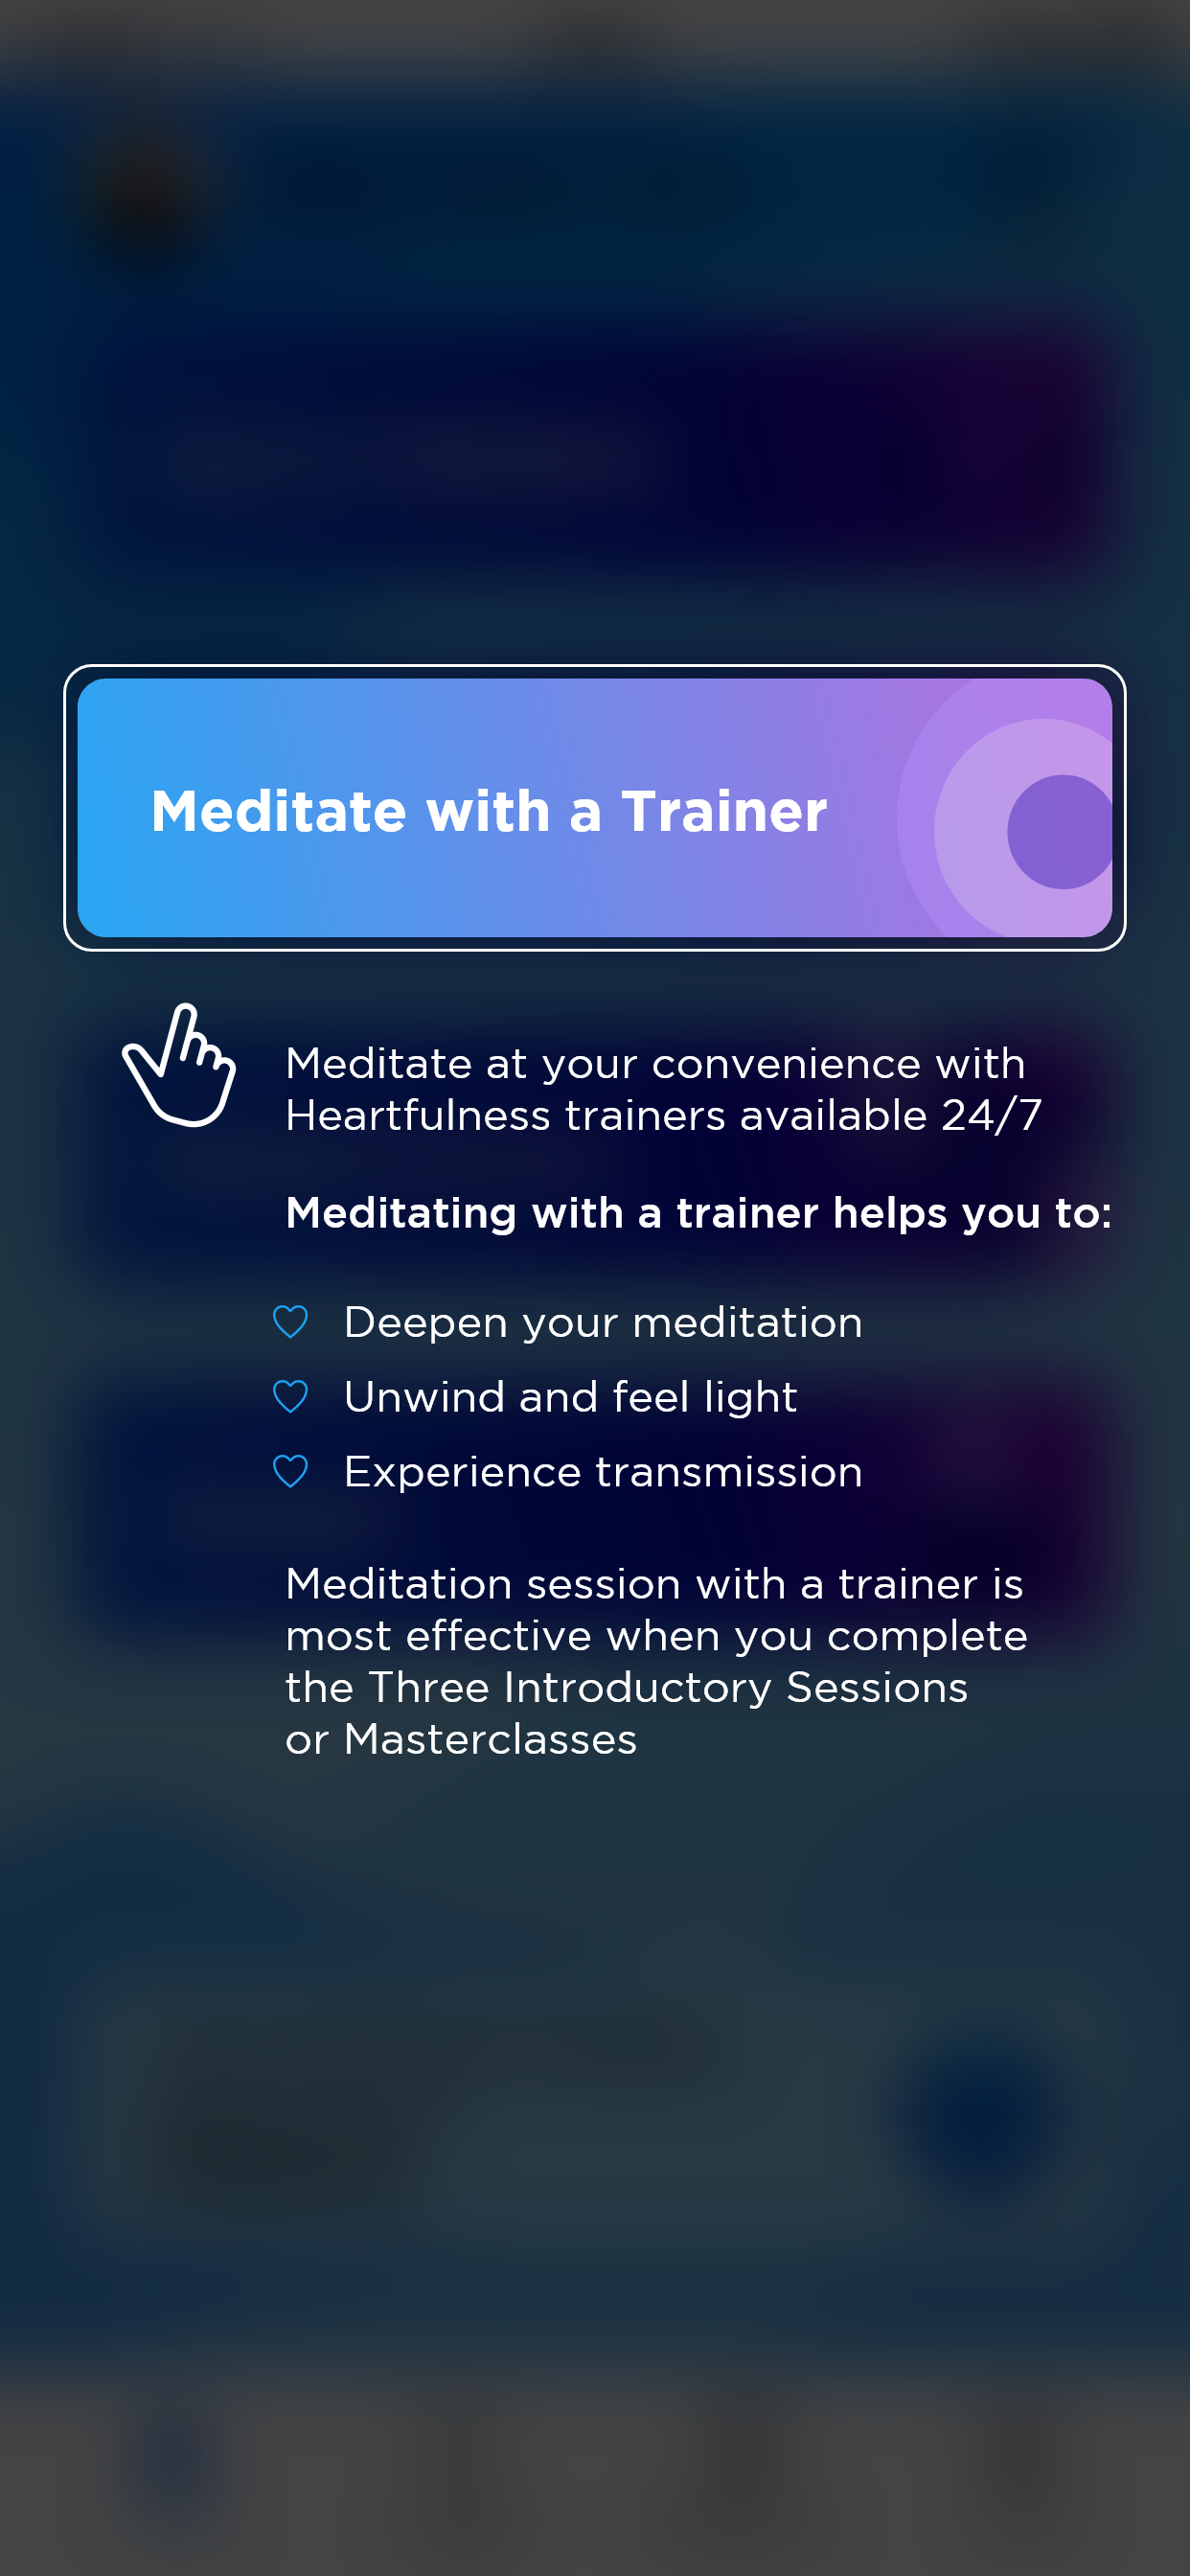 Meditate with a Trainer
Meditate at your convenience with
Heartfulness trainers available 24/7
Meditating with a trainer helps you to:
Deepen your meditation
Unwind and feel light
Experience transmission
Meditation session with a trainer is
most effective when you complete
the Three Introductory Sessions
or Masterclasses